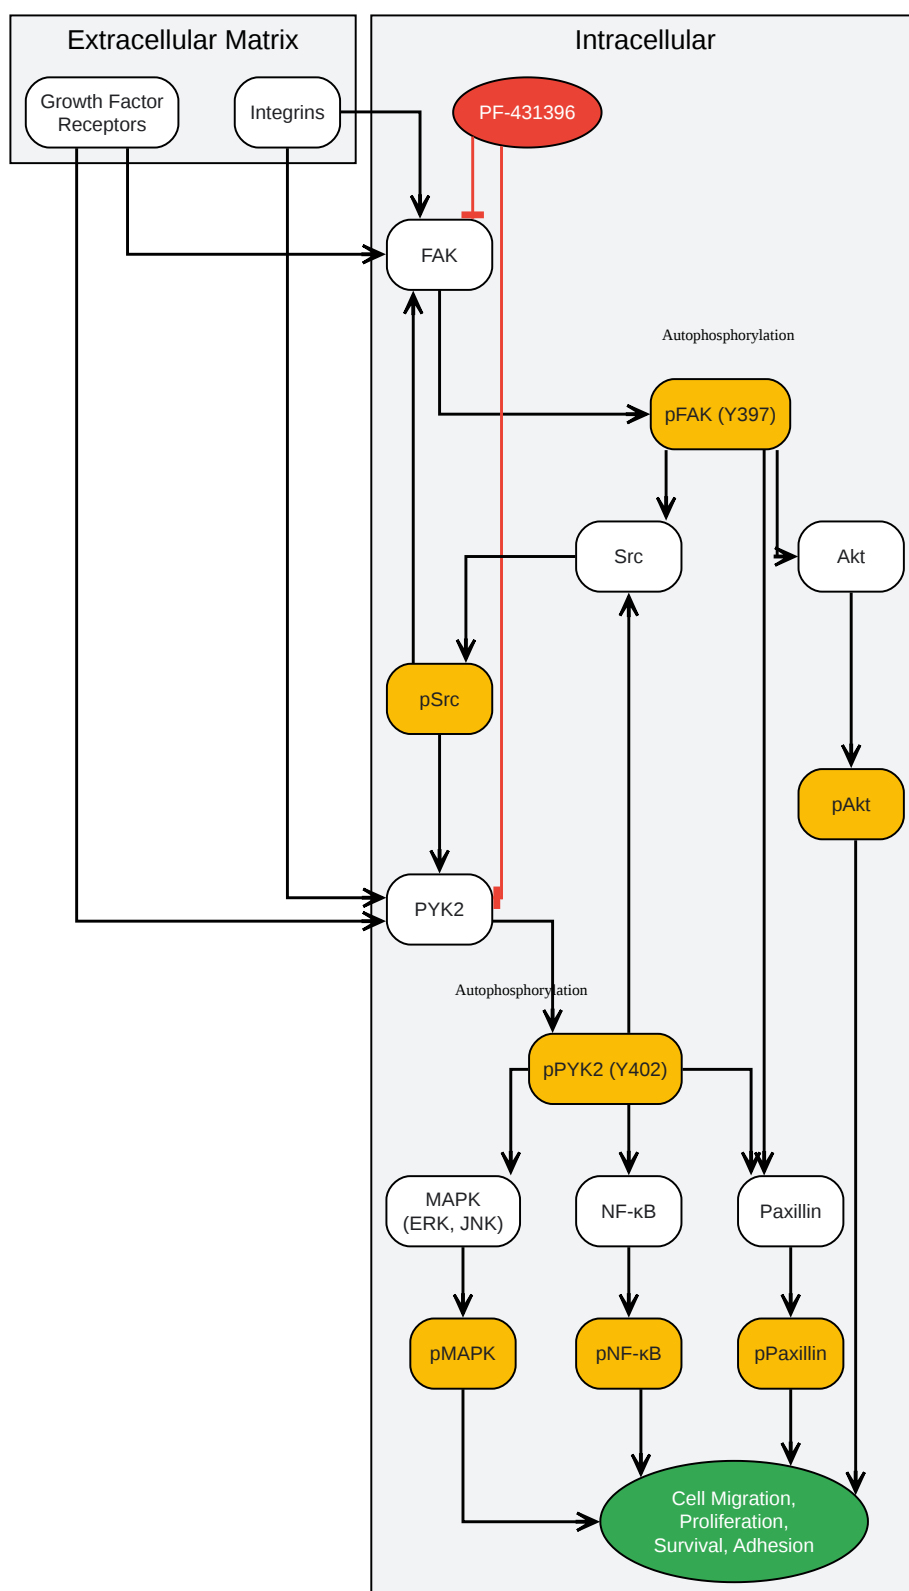 Extracellular Matrix
Intracellular
Growth Factor
Receptors
Integrins
PF-431396
FAK
Autophosphorylation
pFAK (Y397)
Src
Akt
pSrc
pAkt
PYK2
Autophosphorylation
pPYK2 (Y402)
MAPK
(ERK, JNK)
NF-κB
Paxillin
pMAPK
pNF-κB
pPaxillin
Cell Migration,
Proliferation,
Survival, Adhesion